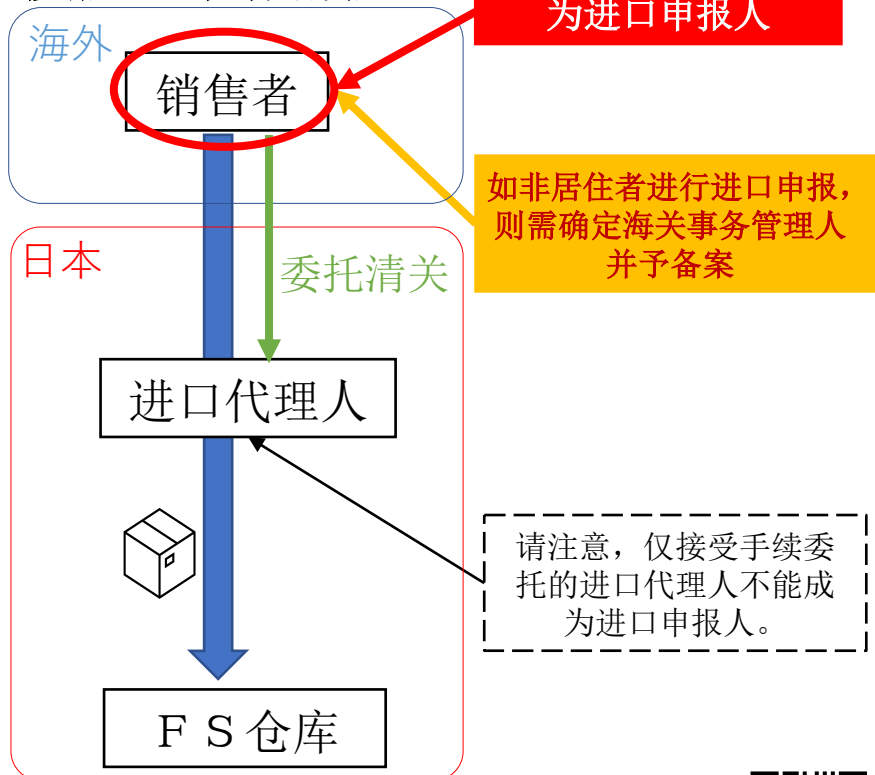 为进口申报人
海外
销售者
如非居住者进行进口申报，
则需确定海关事务管理人
并予备案
日本
委托清关
进口代理人
请注意，仅接受手续委
托的进口代理人不能成
为进口申报人。
ＦＳ仓库